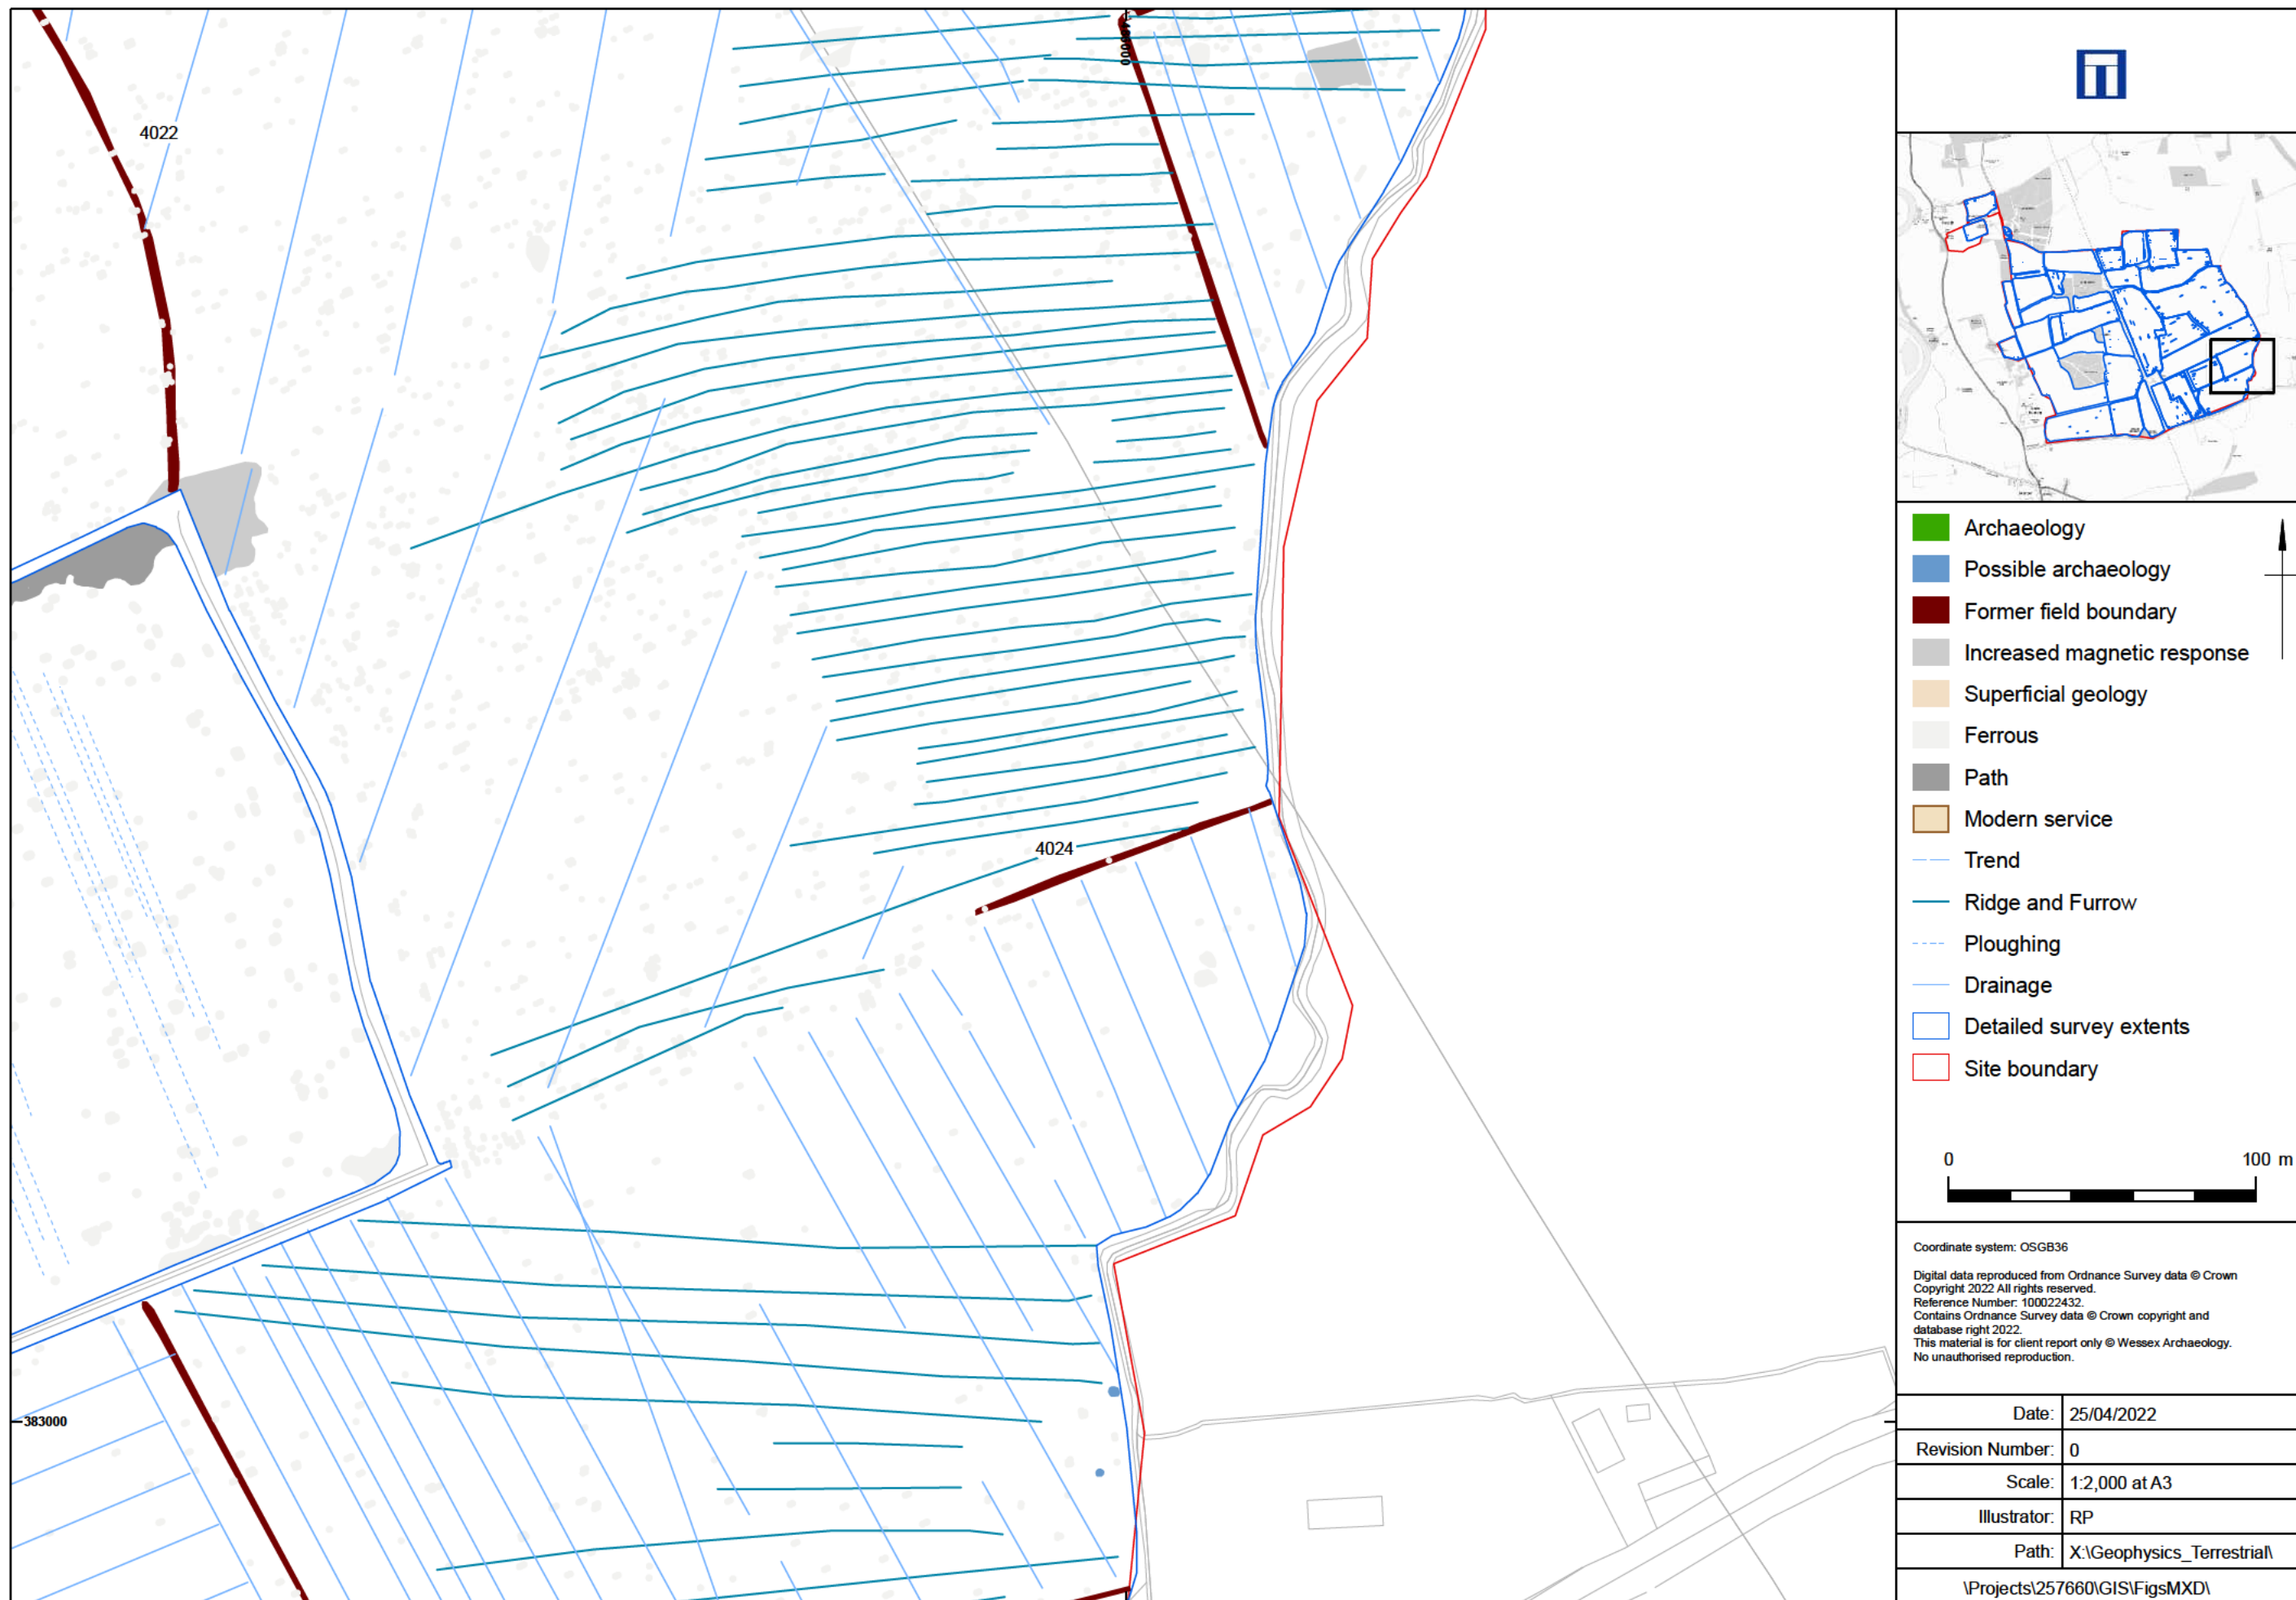 400000
4022
4024
383000
Archaeology
Possible archaeology
Former field boundary
Increased magnetic response
Superficial geology
Ferrous
Path
Modern service
Trend
Ridge and Furrow
Ploughing
Drainage
Detailed survey extents
Site boundary
0 100 m
Coordinate system: OSGB36
Digital data reproduced from Ordnance Survey data © Crown
Copyright 2022 All rights reserved.
Reference Number: 100022432.
Contains Ordnance Survey data © Crown copyright and
database right 2022.
This material is for client report only © Wessex Archaeology.
No unauthorised reproduction.
Date: 25/04/2022
Revision Number: 0
Scale: 1:2,000 at A3
Illustrator: RP
Path: X:\Geophysics_Terrestrial\
\Projects\257660\GIS\FigsMXD\